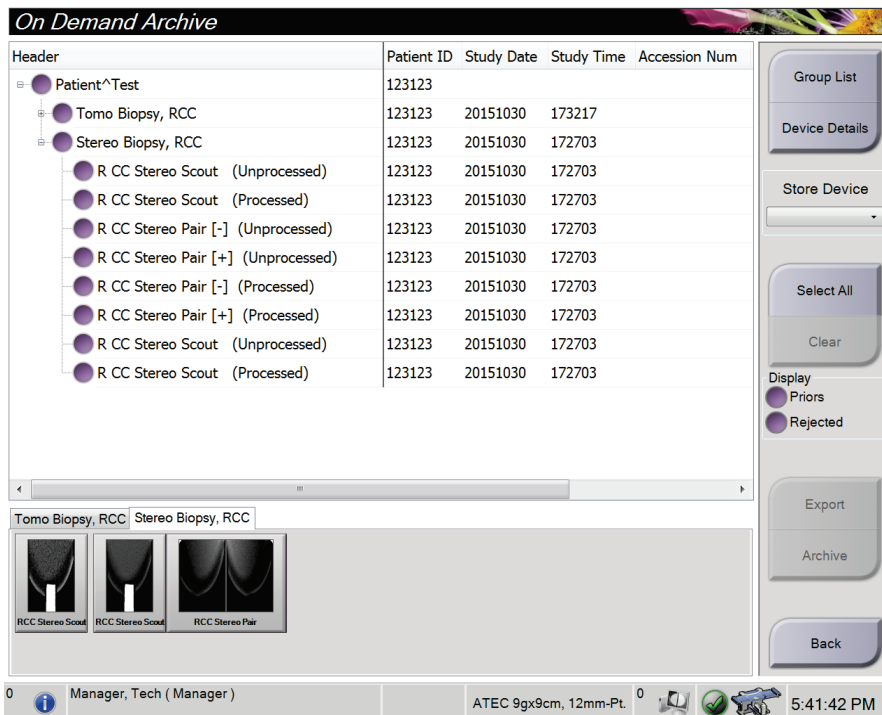 On Demand Archive
Header Patient ID Study Date Study Time Accession Num
Patient^Test 123123
Tomo Biopsy, RCC 123123 20151030 173217
Stereo Biopsy, RCC 123123 20151030 172703
R CC Stereo Scout (Unprocessed) 123123 20151030 172703
R CC Stereo Scout (Processed) 123123 20151030 172703
R CC Stereo Pair [-] (Unprocessed) 123123 20151030 172703
R CC Stereo Pair [+] (Unprocessed) 123123 20151030 172703
R CC Stereo Pair [-] (Processed) 123123 20151030 172703
R CC Stereo Pair [+] (Processed) 123123 20151030 172703
R CC Stereo Scout (Unprocessed) 123123 20151030 172703
R CC Stereo Scout (Processed) 123123 20151030 172703
Group List
Device Details
Store Device
Select All
Clear
Display
Priors
Rejected
Export
Archive
Back
Tomo Biopsy, RCC Stereo Biopsy, RCC
RCC Stereo Scout RCC Stereo Scout RCC Stereo Pair
0 Manager, Tech ( Manager ) ATEC 9gx9cm, 12mm-Pt. 0 5:41:42 PM